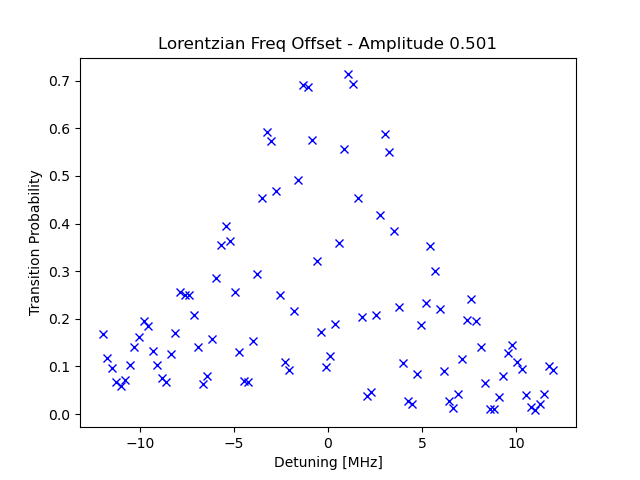 Lorentzian Freq Offset - Amplitude 0.501
0.7
0.6
0.5
0.4
0.3
0.2
0.1
0.0
Transition Probability
−10 −5 0 5 10
Detuning [MHz]